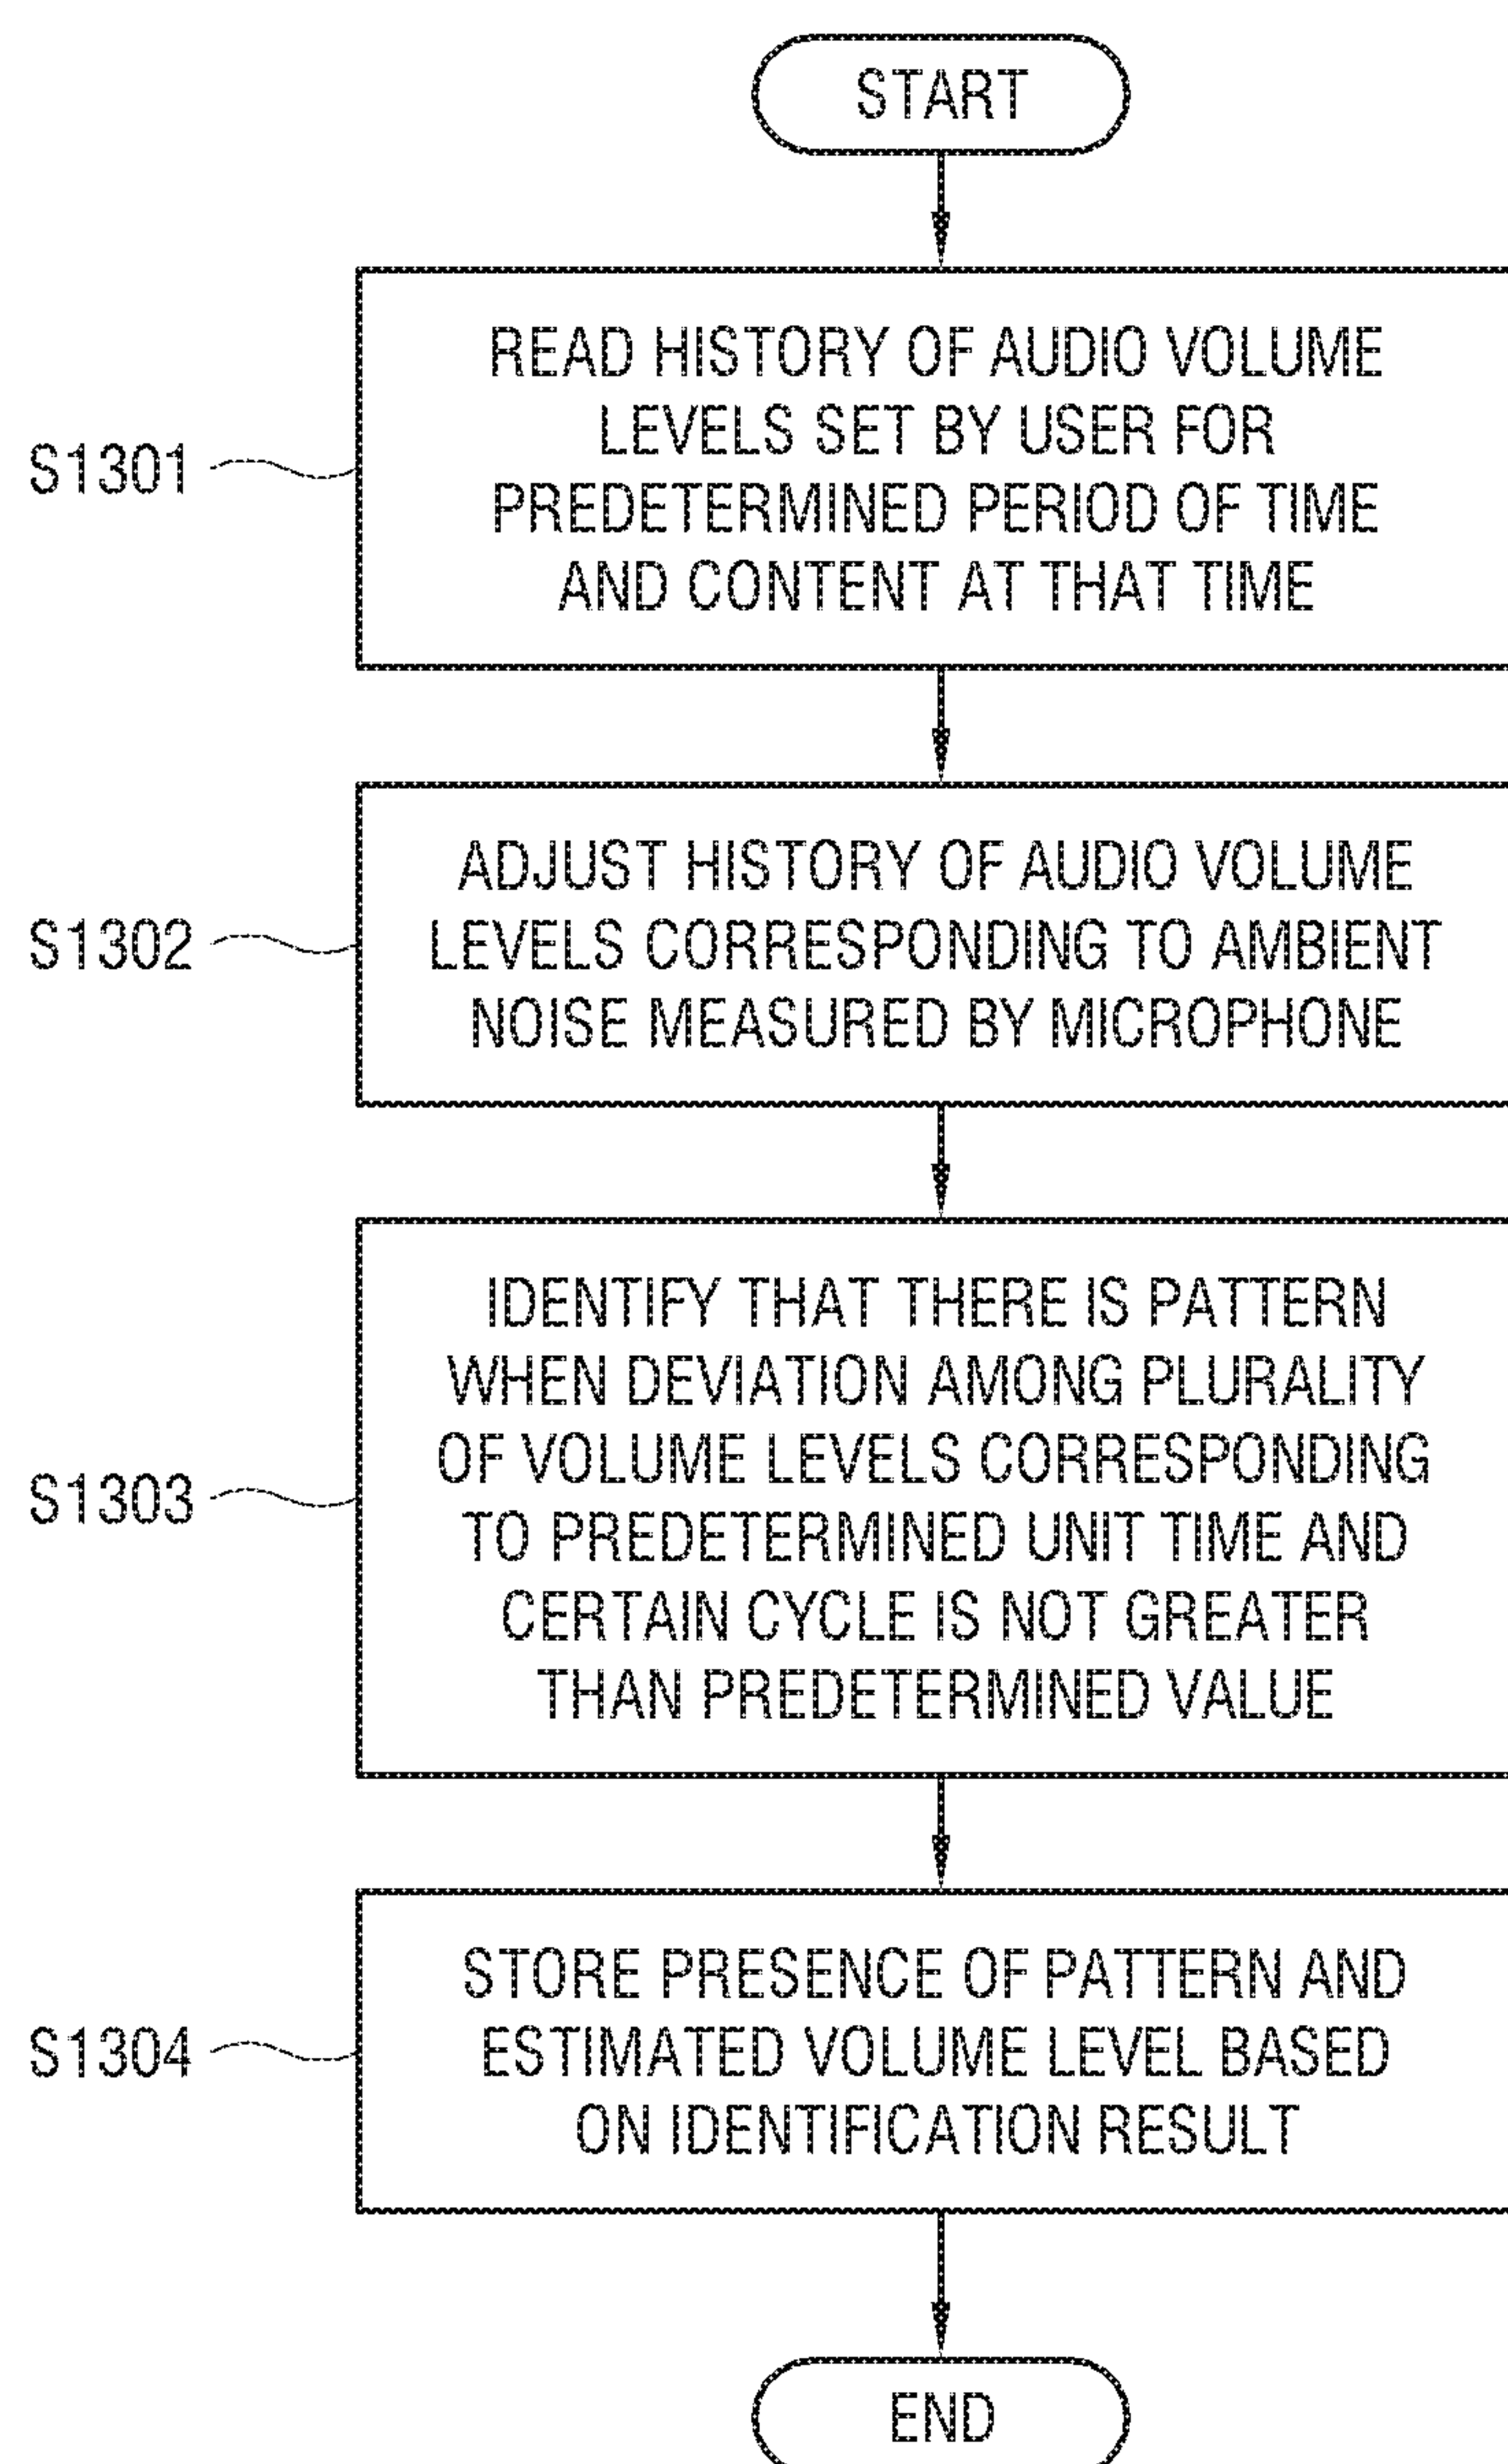 START
READ HISTORY OF AUDIO VOLUME
LEVELS SET BY USER FOR
PREDETERMINED PERIOD OF TIME
AND CONTENT AT THAT TIME
S1301
ADJUST HISTORY OF AUDIO VOLUME
LEVELS CORRESPONDING TO AMBIENT
NOISE MEASURED BY MICROPHONE
S1302
IDENTIFY THAT THERE IS PATTERN
WHEN DEVIATION AMONG PLURALITY
OF VOLUME LEVELS CORRESPONDING
TO PREDETERMINED UNIT TIME AND
CERTAIN CYCLE IS NOT GREATER
THAN PREDETERMINED VALUE
S1303
STORE PRESENCE OF PATTERN AND
ESTIMATED VOLUME LEVEL BASED
ON IDENTIFICATION RESULT
S1304
END